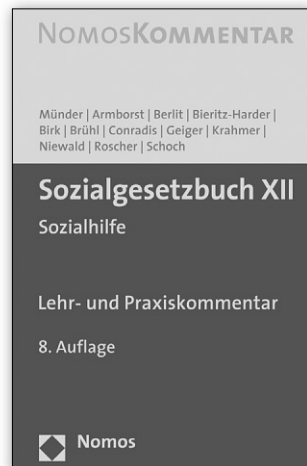 NomosKommentar
Münder | Armborst | Berlit | Bieritz-Harder |
Birk | Brühl | Conradis | Geiger | Krahmer |
Niewald | Roscher | Schoch
Sozialgesetzbuch XII
Sozialhilfe
Lehr- und Praxiskommentar
8. Auflage
Nomos